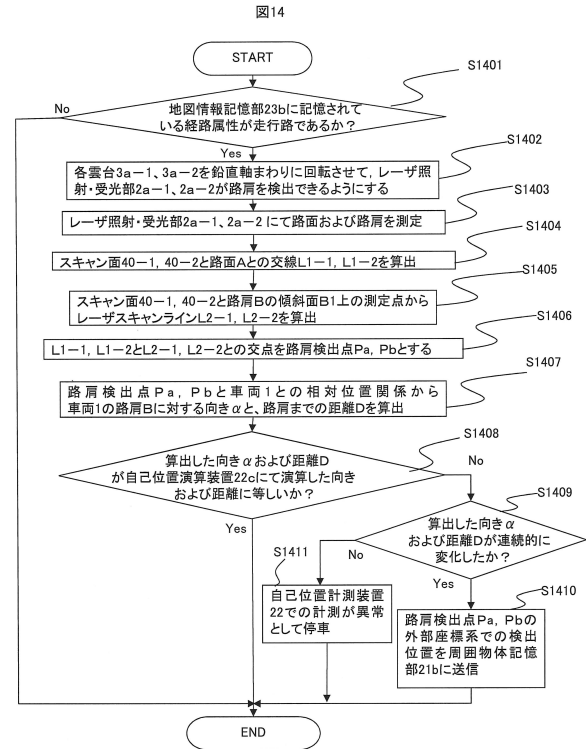 図14
START
S1401
No
地図情報記憶部23bに記憶されて
いる経路属性が走行路であるか？
Yes
S1402
各雲台3a−1、3a−2を鉛直軸まわりに回転させて, レーザ照
射・受光部2a−1、2a−2が路肩を検出できるようにする
S1403
レーザ照射・受光部2a−1、2a−2 にて路面および路肩を測定
S1404
スキャン面40−1, 40−2と路面Aとの交線L1−1, L1−2を算出
S1405
スキャン面40−1, 40−2と路肩Bの傾斜面B1上の測定点から
レーザスキャンラインL2−1, L2−2を算出
S1406
L1−1, L1−2とL2−1, L2−2との交点を路肩検出点Pa, Pbとする
S1407
路肩検出点Pa, Pbと車両1との相対位置関係から
車両1の路肩Bに対する向きαと、路肩までの距離Dを算出
S1408
算出した向きαおよび距離D
が自己位置演算装置22cにて演算した向き
および距離に等しいか？
No
Yes
S1409
算出した向きα
および距離Dが連続的に
変化したか？
No
Yes
S1411
自己位置計測装置
22での計測が異常
として停車
S1410
路肩検出点Pa, Pbの
外部座標系での検出
位置を周囲物体記憶
部21bに送信
END